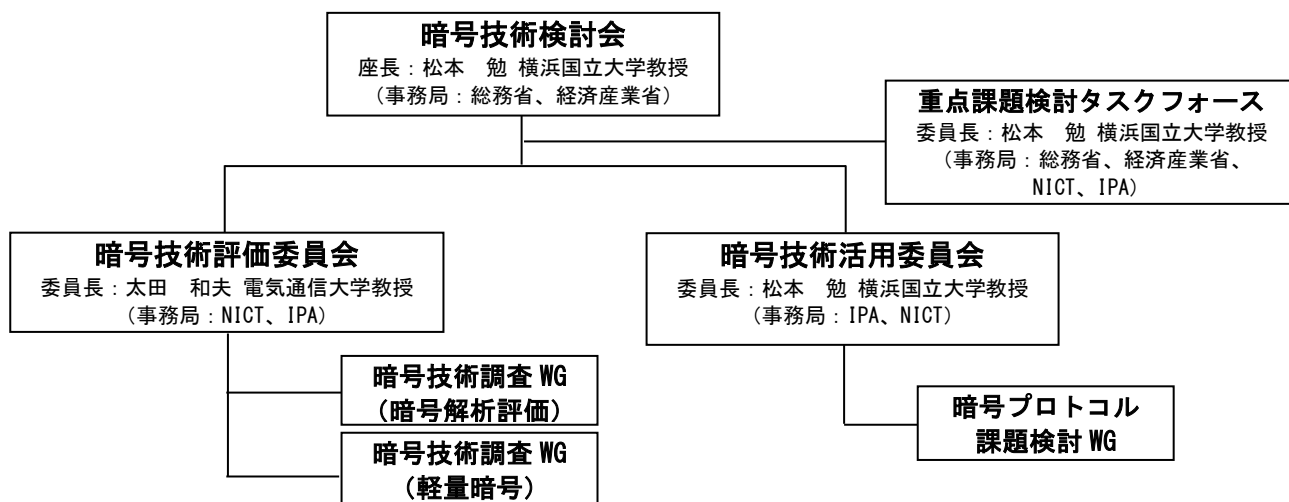 暗号技術検討会
座長：松本　勉 横浜国立大学教授
（事務局：総務省、経済産業省）
重点課題検討タスクフォース
委員長：松本　勉 横浜国立大学教授
（事務局：総務省、経済産業省、
NICT、IPA）
暗号技術評価委員会
委員長：太田　和夫 電気通信大学教授
（事務局：NICT、IPA）
暗号技術活用委員会
委員長：松本　勉 横浜国立大学教授
（事務局：IPA、NICT）
暗号技術調査 WG
（暗号解析評価）
暗号技術調査 WG
（軽量暗号）
暗号プロトコル
課題検討 WG